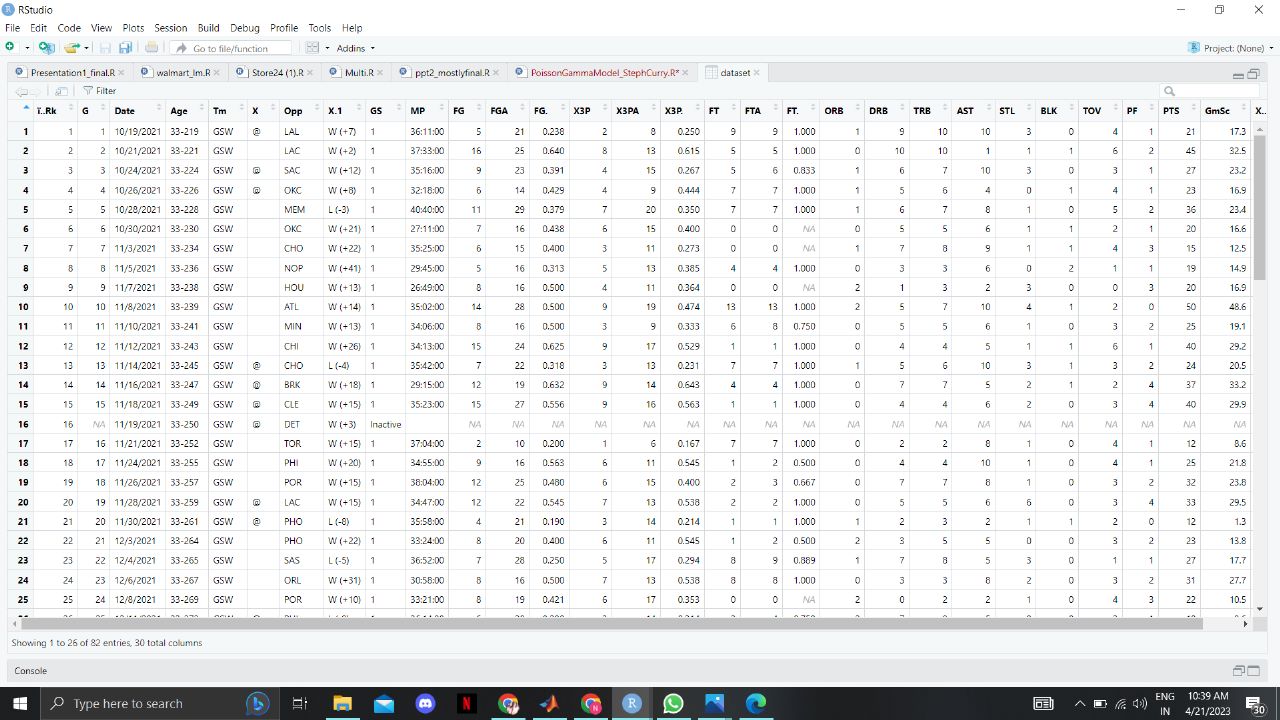 RStudio
File Edit Code View Plots Session Build Debug Profile Tools Help
Go to file/function Addins Project: (None)
Presentation1_final.R walmart_lm.R Store24 (1).R Multi.R ppt2_mostlyfinal.R PoissonGammaModel_StephCurry.R* dataset
Filter
ï..Rk G Date Age Tm X Opp X.1 GS MP FG FGA FG. X3P X3PA X3P. FT FTA FT. ORB DRB TRB AST STL BLK TOV PF PTS GmSc X...
1 1 1 10/19/2021 33-219 GSW @ LAL W (+7) 1 36:11:00 5 21 0.238 2 8 0.250 9 9 1.000 1 9 10 10 3 0 4 1 21 17.3
2 2 2 10/21/2021 33-221 GSW LAC W (+2) 1 37:33:00 16 25 0.640 8 13 0.615 5 5 1.000 0 10 10 1 1 1 6 2 45 32.5
3 3 3 10/24/2021 33-224 GSW @ SAC W (+12) 1 35:16:00 9 23 0.391 4 15 0.267 5 6 0.833 1 6 7 10 3 0 3 1 27 23.2
4 4 4 10/26/2021 33-226 GSW @ OKC W (+8) 1 32:18:00 6 14 0.429 4 9 0.444 7 7 1.000 1 5 6 4 0 1 4 1 23 16.9
5 5 5 10/28/2021 33-228 GSW MEM L (-3) 1 40:40:00 11 29 0.379 7 20 0.350 7 7 1.000 1 6 7 8 1 0 5 2 36 23.4
6 6 6 10/30/2021 33-230 GSW OKC W (+21) 1 27:11:00 7 16 0.438 6 15 0.400 0 0 NA 0 5 5 6 1 1 2 1 20 16.6
7 7 7 11/3/2021 33-234 GSW CHO W (+22) 1 35:25:00 6 15 0.400 3 11 0.273 0 0 NA 1 7 8 9 1 1 4 3 15 12.5
8 8 8 11/5/2021 33-236 GSW NOP W (+41) 1 29:45:00 5 16 0.313 5 13 0.385 4 4 1.000 0 3 3 6 0 2 1 1 19 14.9
9 9 9 11/7/2021 33-238 GSW HOU W (+13) 1 26:49:00 8 16 0.500 4 11 0.364 0 0 NA 2 1 3 2 3 0 0 3 20 16.9
10 10 10 11/8/2021 33-239 GSW ATL W (+14) 1 35:02:00 14 28 0.500 9 19 0.474 13 13 1.000 2 5 7 10 4 1 2 0 50 48.6
11 11 11 11/10/2021 33-241 GSW MIN W (+13) 1 34:06:00 8 16 0.500 3 9 0.333 6 8 0.750 0 5 5 6 1 0 3 2 25 19.1
12 12 12 11/12/2021 33-243 GSW CHI W (+26) 1 34:13:00 15 24 0.625 9 17 0.529 1 1 1.000 0 4 4 5 1 1 6 1 40 29.2
13 13 13 11/14/2021 33-245 GSW @ CHO L (-4) 1 35:42:00 7 22 0.318 3 13 0.231 7 7 1.000 1 5 6 10 3 1 3 2 24 20.5
14 14 14 11/16/2021 33-247 GSW @ BRK W (+18) 1 29:15:00 12 19 0.632 9 14 0.643 4 4 1.000 0 7 7 5 2 1 2 4 37 33.2
15 15 15 11/18/2021 33-249 GSW @ CLE W (+15) 1 35:23:00 15 27 0.556 9 16 0.563 1 1 1.000 0 4 4 6 2 1 3 4 40 29.9
16 16 NA 11/19/2021 33-250 GSW @ DET W (+3) Inactive NA NA NA NA NA NA NA NA NA NA NA NA NA NA NA NA NA NA NA
17 17 16 11/21/2021 33-252 GSW TOR W (+15) 1 37:04:00 2 10 0.200 1 6 0.167 7 7 1.000 0 2 2 8 1 0 4 1 12 8.6
18 18 17 11/24/2021 33-255 GSW PHI W (+20) 1 34:55:00 9 16 0.563 6 11 0.545 1 2 0.500 0 4 4 10 1 0 4 1 25 21.8
19 19 18 11/26/2021 33-257 GSW POR W (+15) 1 38:04:00 12 25 0.480 6 15 0.400 2 3 0.667 0 7 7 8 1 0 3 2 32 23.8
20 20 19 11/28/2021 33-259 GSW @ LAC W (+15) 1 34:47:00 12 22 0.545 7 13 0.538 2 2 1.000 0 5 5 6 6 0 3 4 33 29.5
21 21 20 11/30/2021 33-261 GSW @ PHO L (-8) 1 35:58:00 4 21 0.190 3 14 0.214 1 1 1.000 1 2 3 2 1 1 2 0 12 1.3
22 22 21 12/3/2021 33-264 GSW PHO W (+22) 1 33:24:00 8 20 0.400 6 11 0.545 1 2 0.500 2 3 5 5 0 0 3 2 23 13.8
23 23 22 12/4/2021 33-265 GSW SAS L (-5) 1 36:52:00 7 28 0.250 5 17 0.294 8 9 0.889 1 7 8 5 3 0 1 1 27 17.7
24 24 23 12/6/2021 33-267 GSW ORL W (+31) 1 30:58:00 8 16 0.500 7 13 0.538 8 8 1.000 0 3 3 8 2 0 3 2 31 27.7
25 25 24 12/8/2021 33-269 GSW POR W (+10) 1 33:21:00 8 19 0.421 6 17 0.353 0 0 NA 2 0 2 2 1 0 4 3 22 10.5
Showing 1 to 26 of 82 entries, 30 total columns
Console
Type here to search
ENG 10:39 AM
IN 4/21/2023 30